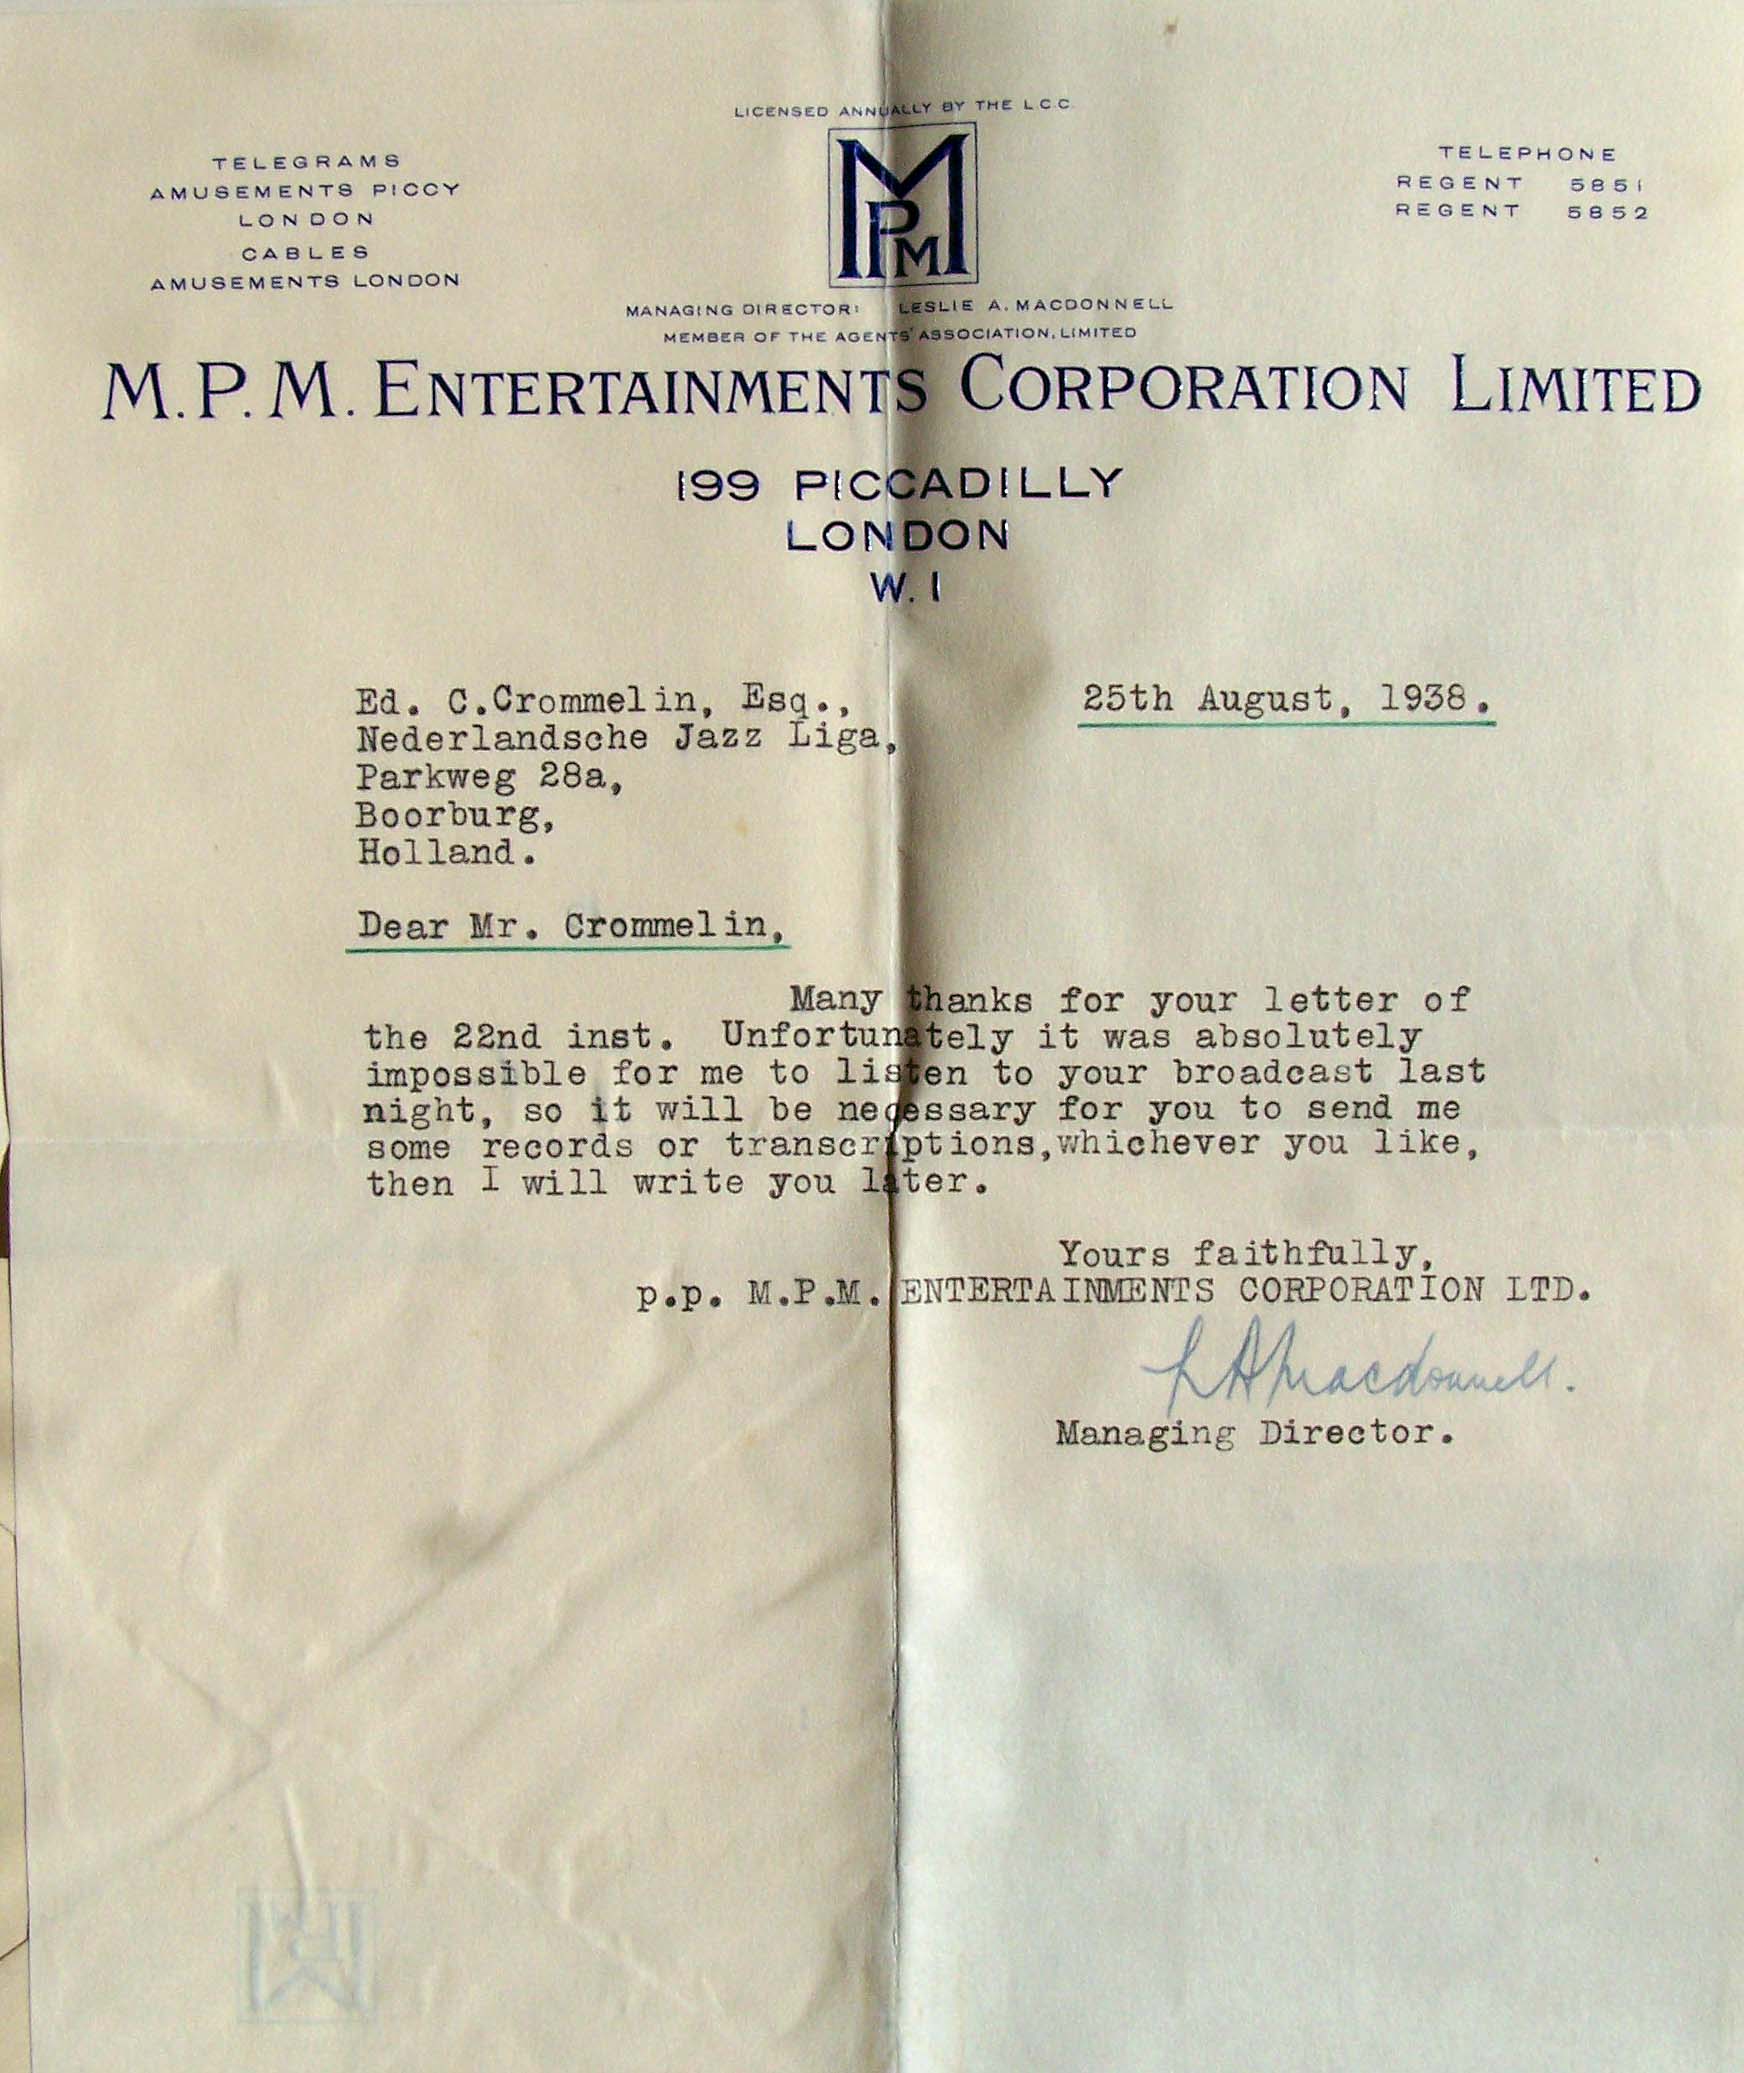 LICENSED ANNUALLY BY THE L.C.C.
TELEGRAMS
AMUSEMENTS PICCY
LONDON
CABLES
AMUSEMENTS LONDON
MPM
TELEPHONE
REGENT 5851
REGENT 5852
MANAGING DIRECTOR: LESLIE A. MACDONNELL
MEMBER OF THE AGENTS' ASSOCIATION, LIMITED
M.P.M. ENTERTAINMENTS CORPORATION LIMITED
199 PICCADILLY
LONDON
W.1
25th August, 1938.
Ed. C.Crommelin, Esq.,
Nederlandsche Jazz Liga,
Parkweg 28a,
Boorburg,
Holland.
Dear Mr. Crommelin,
Many thanks for your letter of
the 22nd inst. Unfortunately it was absolutely
impossible for me to listen to your broadcast last
night, so it will be necessary for you to send me
some records or transcriptions,whichever you like,
then I will write you later.
Yours faithfully,
p.p. M.P.M. ENTERTAINMENTS CORPORATION LTD.
L A Macdonnell.
Managing Director.